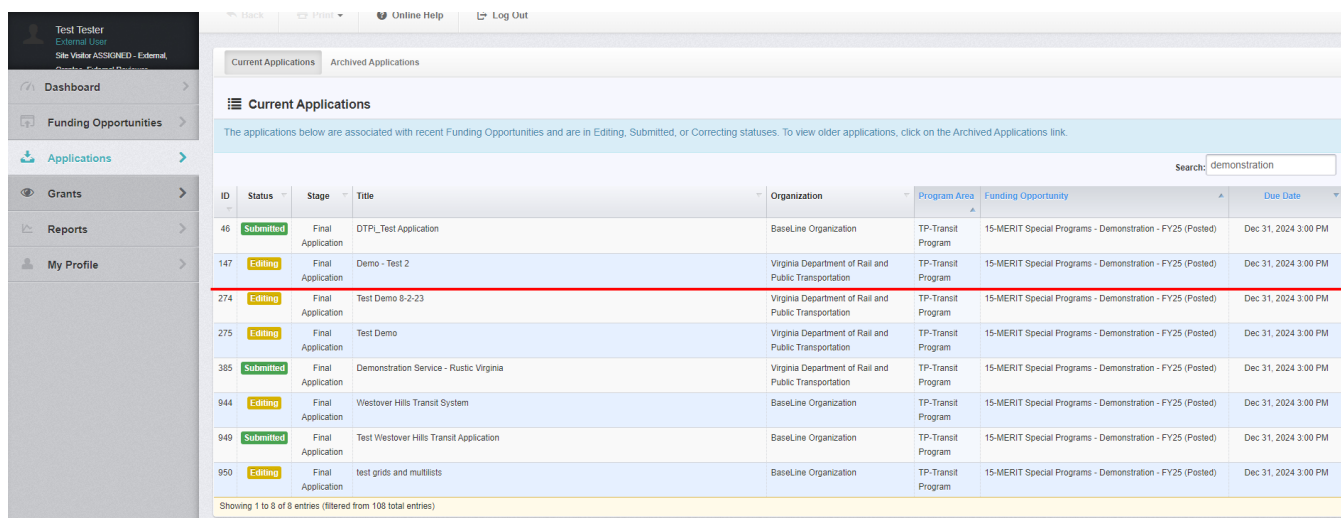 Back Print Online Help Log Out
Test Tester
External User
Site Visitor ASSIGNED - External,
Grantee, External Reviewer
Dashboard
Funding Opportunities
Applications
Grants
Reports
My Profile
Current Applications Archived Applications
Current Applications
The applications below are associated with recent Funding Opportunities and are in Editing, Submitted, or Correcting statuses. To view older applications, click on the Archived Applications link.
Search: demonstration
ID Status Stage Title Organization Program Area Funding Opportunity Due Date
46 Submitted Final DTPi_Test Application BaseLine Organization TP-Transit 15-MERIT Special Programs - Demonstration - FY25 (Posted) Dec 31, 2024 3:00 PM
Application Program
147 Editing Final Demo - Test 2 Virginia Department of Rail and TP-Transit 15-MERIT Special Programs - Demonstration - FY25 (Posted) Dec 31, 2024 3:00 PM
Application Public Transportation Program
274 Editing Final Test Demo 8-2-23 Virginia Department of Rail and TP-Transit 15-MERIT Special Programs - Demonstration - FY25 (Posted) Dec 31, 2024 3:00 PM
Application Public Transportation Program
275 Editing Final Test Demo Virginia Department of Rail and TP-Transit 15-MERIT Special Programs - Demonstration - FY25 (Posted) Dec 31, 2024 3:00 PM
Application Public Transportation Program
385 Submitted Final Demonstration Service - Rustic Virginia Virginia Department of Rail and TP-Transit 15-MERIT Special Programs - Demonstration - FY25 (Posted) Dec 31, 2024 3:00 PM
Application Public Transportation Program
944 Editing Final Westover Hills Transit System BaseLine Organization TP-Transit 15-MERIT Special Programs - Demonstration - FY25 (Posted) Dec 31, 2024 3:00 PM
Application Program
949 Submitted Final Test Westover Hills Transit Application BaseLine Organization TP-Transit 15-MERIT Special Programs - Demonstration - FY25 (Posted) Dec 31, 2024 3:00 PM
Application Program
950 Editing Final test grids and multilists BaseLine Organization TP-Transit 15-MERIT Special Programs - Demonstration - FY25 (Posted) Dec 31, 2024 3:00 PM
Application Program
Showing 1 to 8 of 8 entries (filtered from 108 total entries)